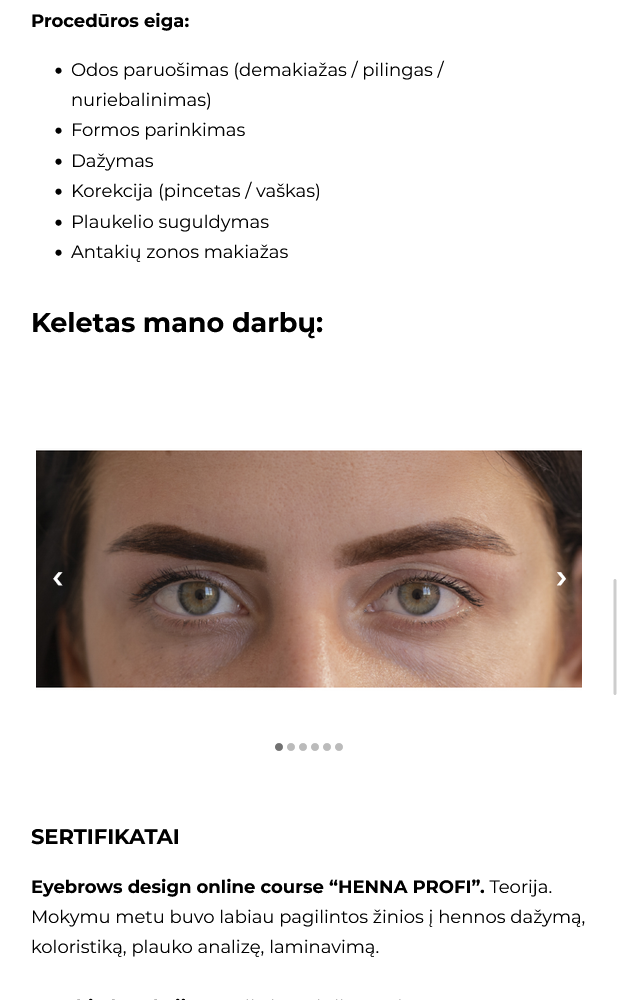 Procedūros eiga:
Odos paruošimas (demakiažas / pilingas /
nuriebalinimas)
Formos parinkimas
Dažymas
Korekcija (pincetas / vaškas)
Plaukelio suguldymas
Antakių zonos makiažas
Keletas mano darbų:
SERTIFIKATAI
Eyebrows design online course “HENNA PROFI”. Teorija.
Mokymu metu buvo labiau pagilintos žinios į hennos dažymą,
koloristiką, plauko analizę, laminavimą.